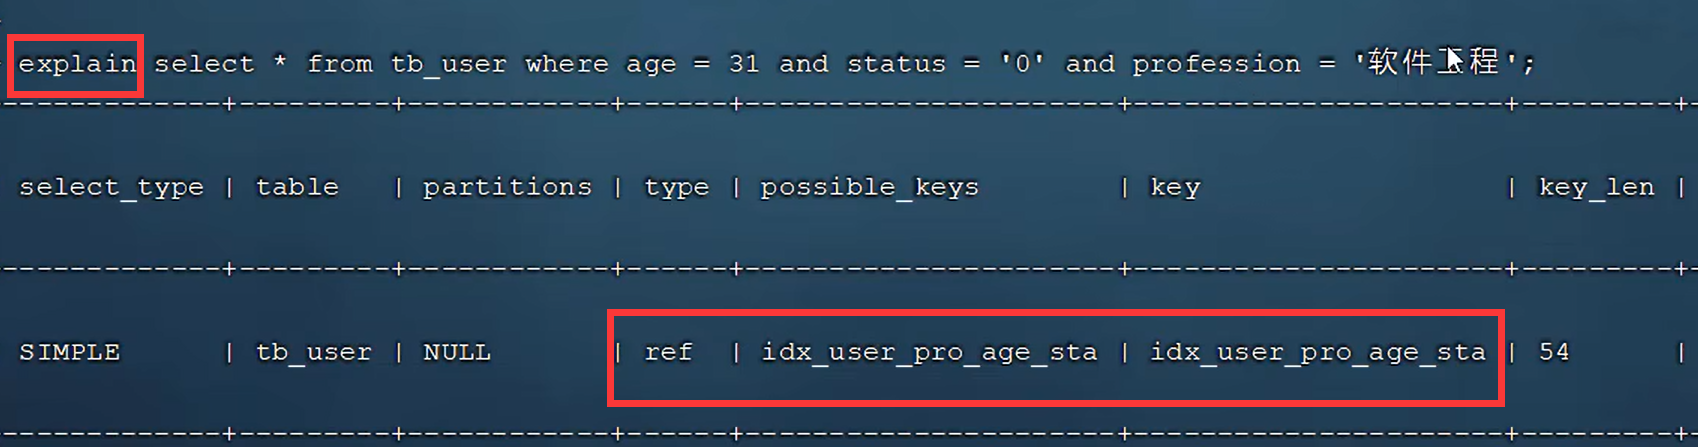 explain select * from tb_user where age = 31 and status = '0' and profession = '软件工程';
-------------+---------+------------+------+----------------------+----------------------+---------+-
select_type | table | partitions | type | possible_keys | key | key_len |
-------------+---------+------------+------+----------------------+----------------------+---------+-
SIMPLE | tb_user | NULL | ref | idx_user_pro_age_sta | idx_user_pro_age_sta | 54 |
-------------+---------+------------+------+----------------------+----------------------+---------+-